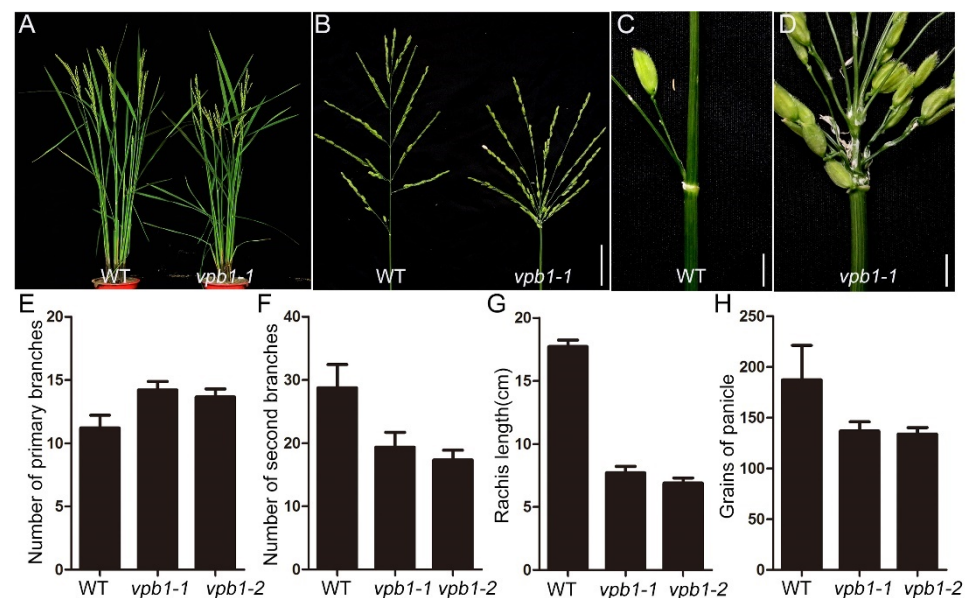 A
B
C
D
WT
vpb1-1
WT
vpb1-1
WT
vpb1-1
E
Number of primary branches
20
15
10
5
0
WT
vpb1-1
vpb1-2
F
Number of second branches
40
30
20
10
0
WT
vpb1-1
vpb1-2
G
Rachis length(cm)
20
15
10
5
0
WT
vpb1-1
vpb1-2
H
Grains of panicle
250
200
150
100
50
0
WT
vpb1-1
vpb1-2